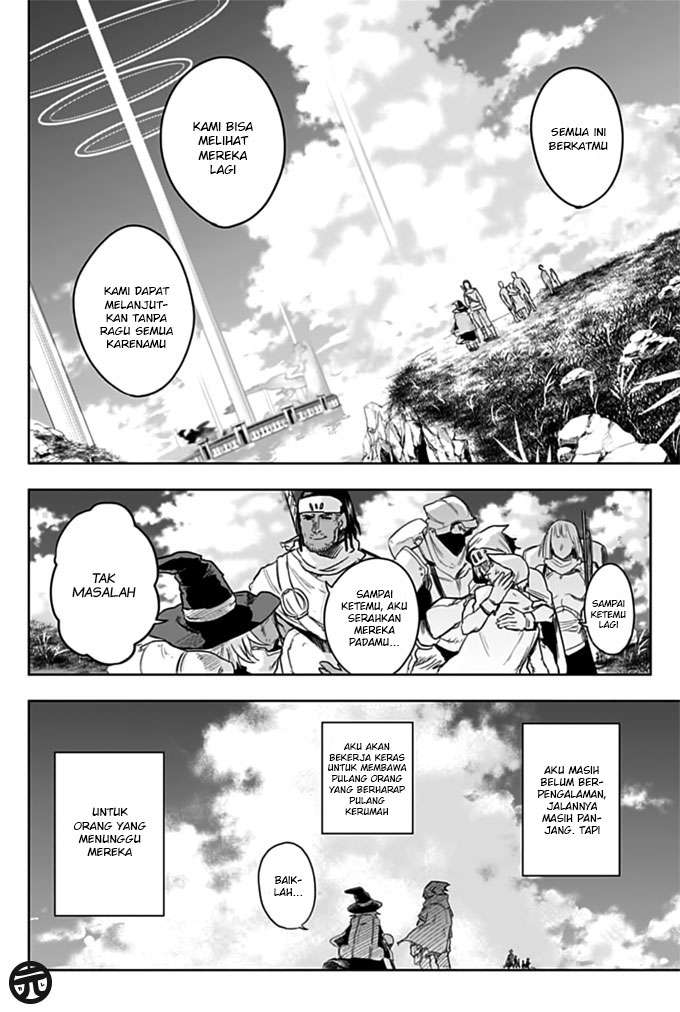 SEMUA INI
BERKATMU
KAMI BISA
MELIHAT
MEREKA
LAGI
KAMI DAPAT
MELANJUT-
KAN TANPA
RAGU SEMUA
KARENAMU
SAMPAI
KETEMU
LAGI
SAMPAI
KETEMU, AKU
SERAHKAN
MEREKA
PADAMU...
TAK
MASALAH
AKU MASIH
BELUM BER-
PENGALAMAN,
JALANNYA
MASIH PAN-
JANG. TAPI
AKU AKAN
BEKERJA KERAS
UNTUK MEMBAWA
PULANG ORANG
YANG BERHARAP
PULANG
KERUMAH
UNTUK
ORANG YANG
MENUNGGU
MEREKA
BAIK-
LAH...